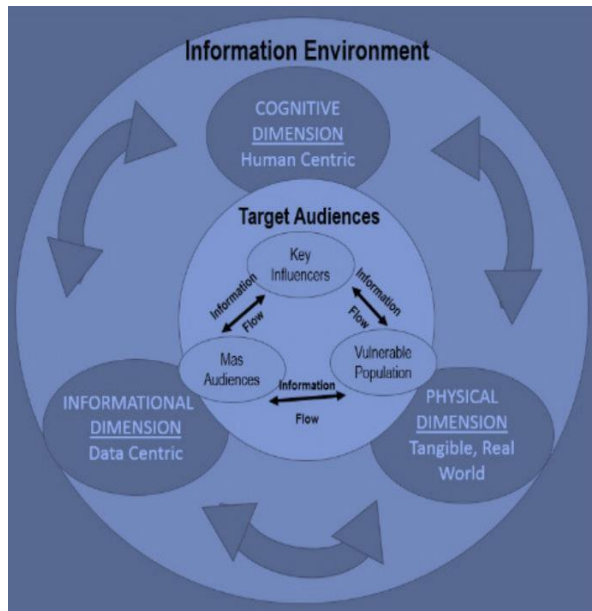 Information Environment
COGNITIVE
DIMENSION
Human Centric
Target Audiences
Key
Influencers
Information
Flow
Information
Flow
Mas
Audiences
Vulnerable
Population
Information
Flow
INFORMATIONAL
DIMENSION
Data Centric
PHYSICAL
DIMENSION
Tangible, Real
World